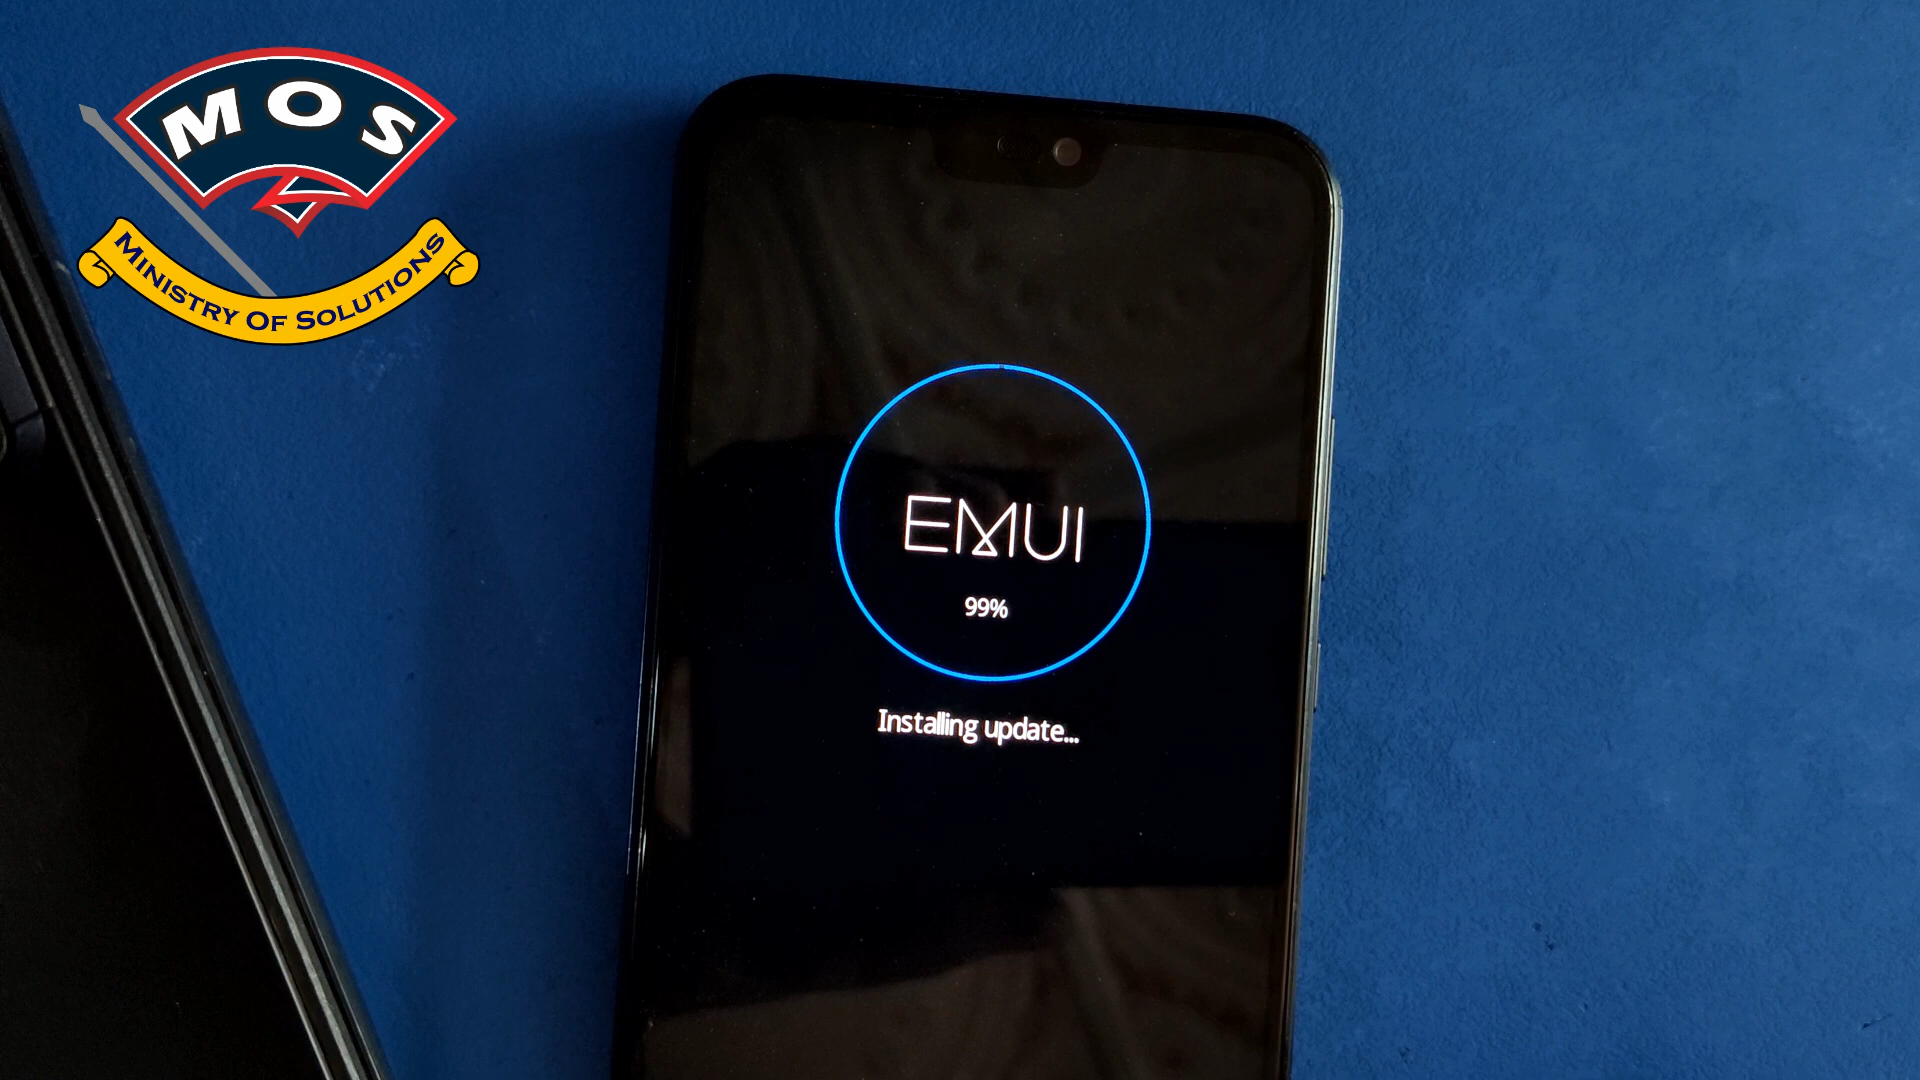 MOS
MINISTRY OF SOLUTIONS
EMUI
99%
Installing update...